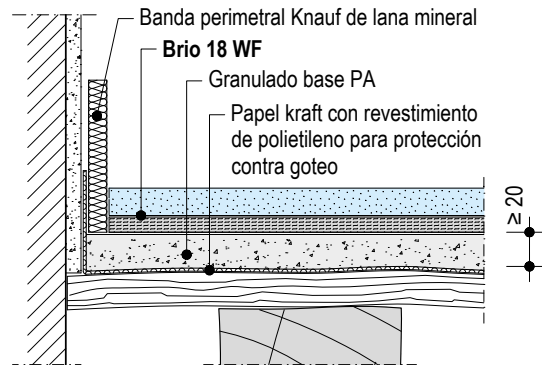 Banda perimetral Knauf de lana mineral
Brio 18 WF
Granulado base PA
Papel kraft con revestimiento
de polietileno para protección
contra goteo
≥ 20